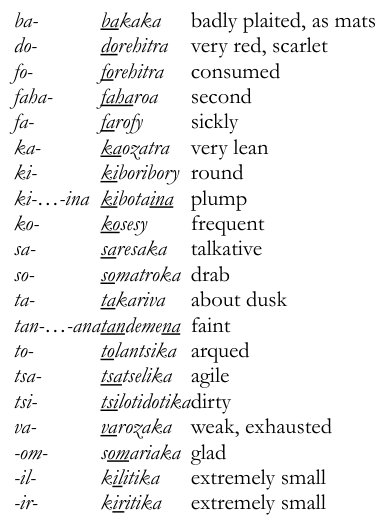 ba- bakaka badly plaited, as mats
do- dorehitra very red, scarlet
fo- forehitra consumed
faha- faharoa second
fa- farofy sickly
ka- kaozatra very lean
ki- kiboribory round
ki-…-ina kibotaina plump
ko- kosesy frequent
sa- saresaka talkative
so- somatroka drab
ta- takariva about dusk
tan-…-ana tandemena faint
to- tolantsika arqued
tsa- tsatselika agile
tsi- tsilotidotika dirty
va- varozaka weak, exhausted
-om- somariaka glad
-il- kilitika extremely small
-ir- kiritika extremely small